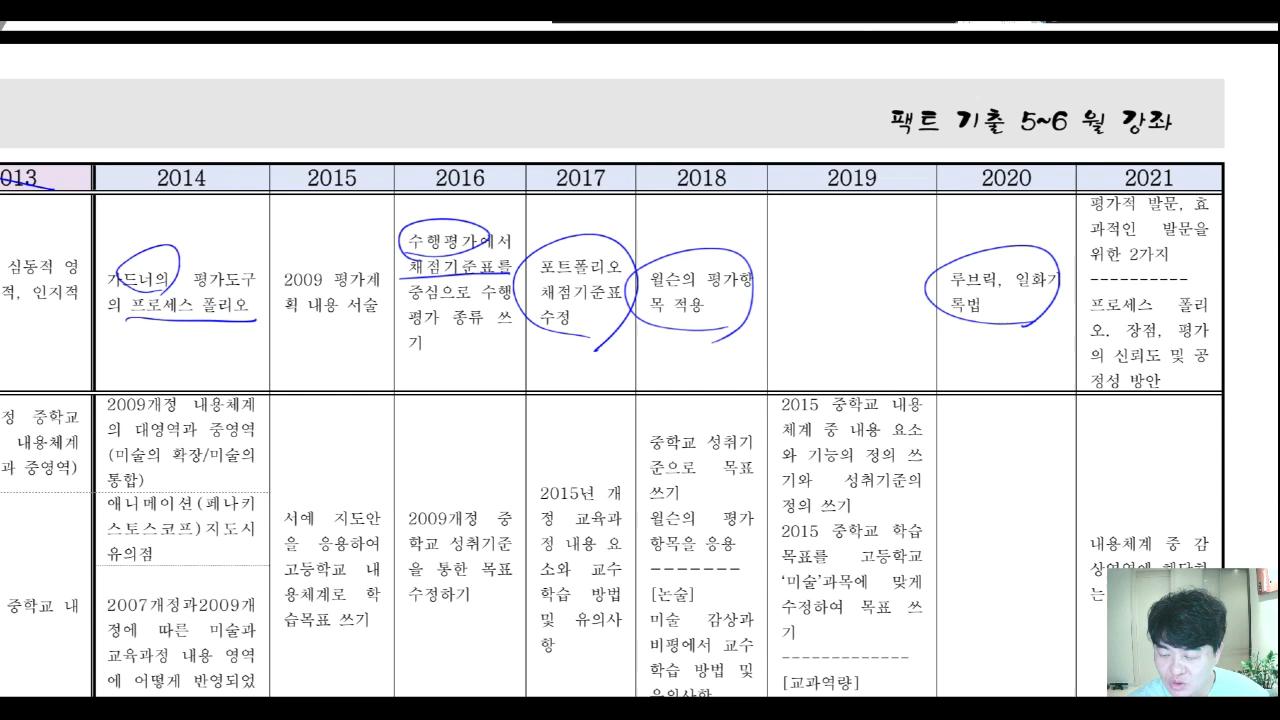 팩트 기출 5~6 월 강좌
013
2014
2015
2016
2017
2018
2019
2020
2021
심동적 영
적, 인지적
가드너의 평가도구
의 프로세스 폴리오
2009 평가계
획 내용 서술
수행평가에서
채점기준표를
중심으로 수행
평가 종류 쓰
기
포트폴리오
채점기준표
수정
윌슨의 평가항
목 적용
루브릭, 일화기
록법
평가적 발문, 효
과적인 발문을
위한 2가지
----------
프로세스 폴리
오. 장점, 평가
의 신뢰도 및 공
정성 방안
정 중학교
내용체계
과 중영역)
중학교 내
2009개정 내용체계
의 대영역과 중영역
(미술의 확장/미술의
통합)
애니메이션(페나키
스토스코프)지도시
유의점
2007개정과2009개
정에 따른 미술과
교육과정 내용 영역
에 어떻게 반영되었
서예 지도안
을 응용하여
고등학교 내
용체계로 학
습목표 쓰기
2009개정 중
학교 성취기준
을 통한 목표
수정하기
2015년 개
정 교육과
정 내용 요
소와 교수
학습 방법
및 유의사
항
중학교 성취기
준으로 목표
쓰기
윌슨의 평가
항목을 응용
-------
[논술]
미술 감상과
비평에서 교수
학습 방법 및
유의사항
2015 중학교 내용
체계 중 내용 요소
와 기능의 정의 쓰
기와 성취기준의
정의 쓰기
2015 중학교 학습
목표를 고등학교
‘미술’과목에 맞게
수정하여 목표 쓰
기
-------------
[교과역량]
내용체계 중 감
는